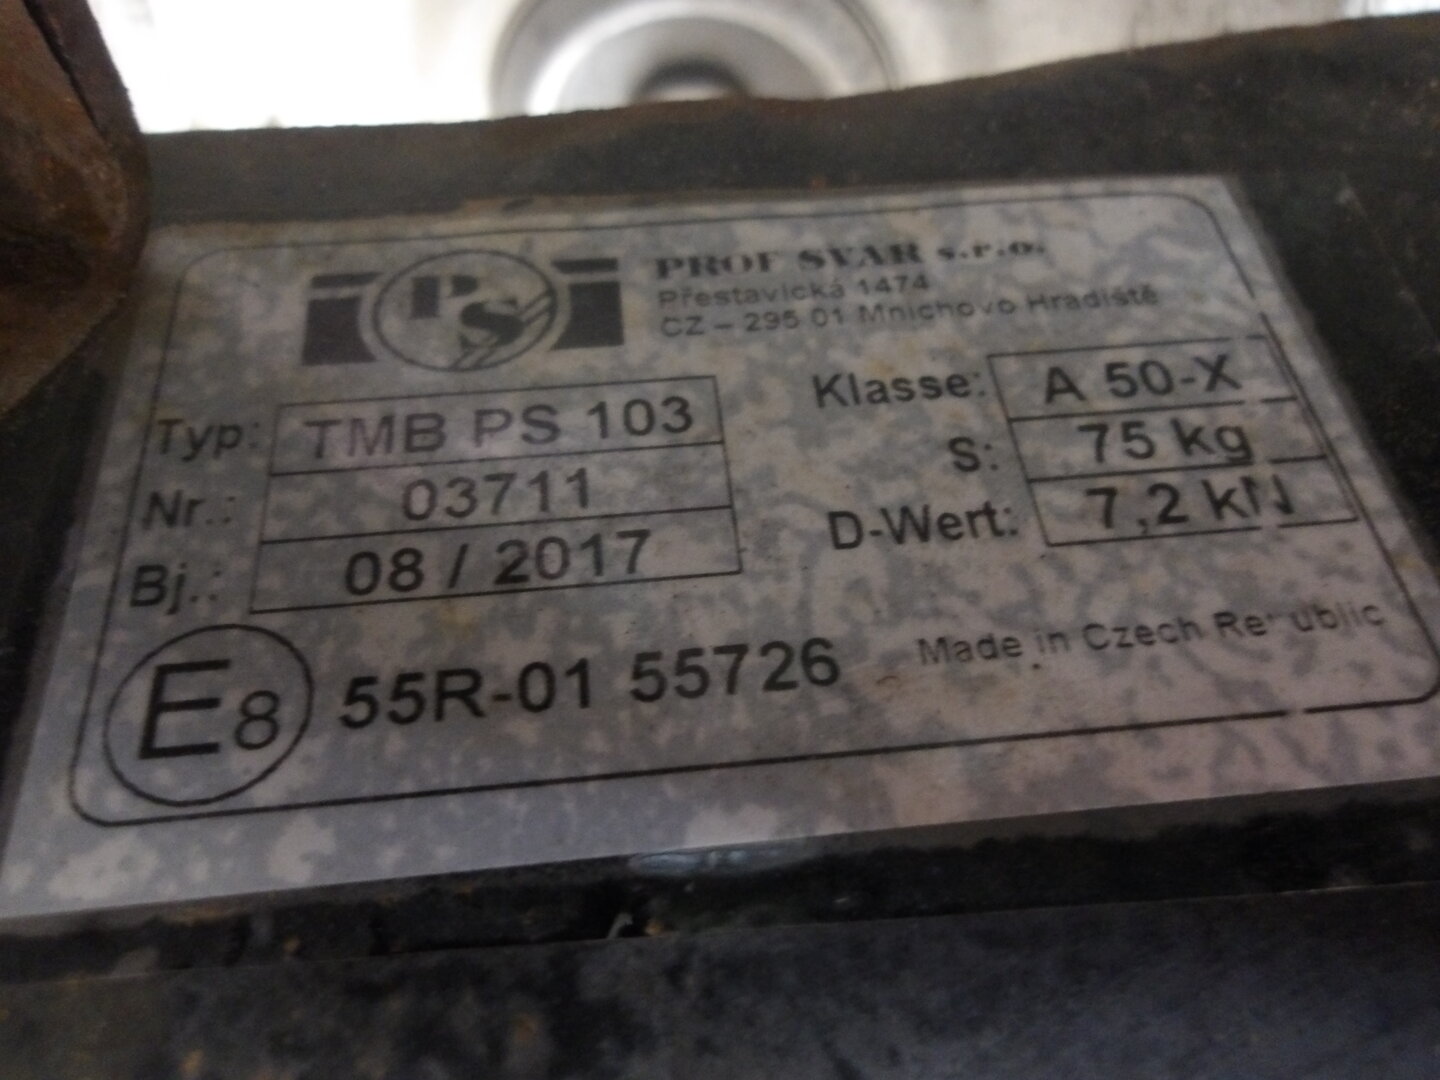 PS
PROF SVAR s.r.o.
Přestavlcká 1474
CZ – 295 01 Mnichovo Hradiště
Typ: TMB PS 103
Nr.: 03711
Bj.: 08 / 2017
Klasse: A 50-X
S: 75 kg
D-Wert: 7,2 kN
E8 55R-01 55726
Made in Czech Republic